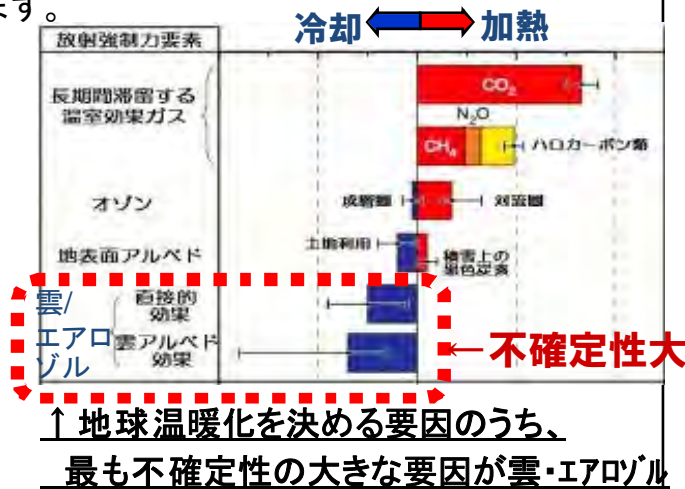 ます。
冷却 加熱
放射強制力要素
長期間滞留する
温室効果ガス
CO₂
N₂O
CH₄
ハロカーボン類
オゾン
成層圏
対流圏
地表面アルベド
土地利用
積雪上の
黒色炭素
雲/
エアロ
ゾル
直接的
効果
雲アルベド
効果
←不確定性大
↑地球温暖化を決める要因のうち、
最も不確定性の大きな要因が雲・エアロゾル